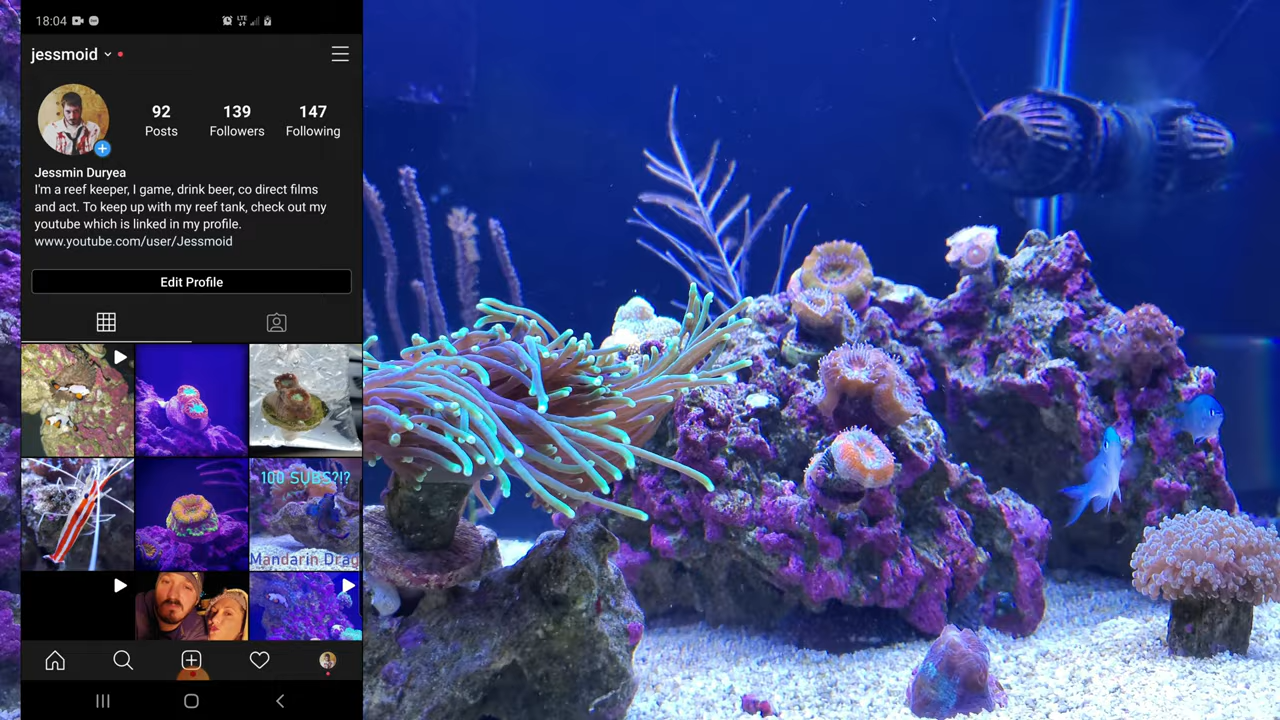 18:04
LTE
jessmoid
92
139
147
Posts
Followers
Following
Jessmin Duryea
I'm a reef keeper, I game, drink beer, co direct films
and act. To keep up with my reef tank, check out my
youtube which is linked in my profile.
www.youtube.com/user/Jessmoid
Edit Profile
100 SUBS?!?
Mandarin Drag